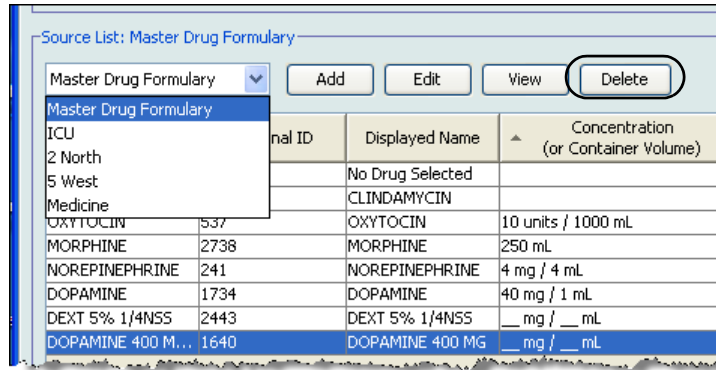 Source List: Master Drug Formulary
Master Drug Formulary Add Edit View Delete
Master Drug Formulary
ICU
2 North
5 West
Medicine
nal ID Displayed Name Concentration
(or Container Volume)
No Drug Selected
CLINDAMYCIN
OXYTOCIN 537 OXYTOCIN 10 units / 1000 mL
MORPHINE 2738 MORPHINE 250 mL
NOREPINEPHRINE 241 NOREPINEPHRINE 4 mg / 4 mL
DOPAMINE 1734 DOPAMINE 40 mg / 1 mL
DEXT 5% 1/4NSS 2443 DEXT 5% 1/4NSS __ mg / __ mL
DOPAMINE 400 M... 1640 DOPAMINE 400 MG __ mg / __ mL